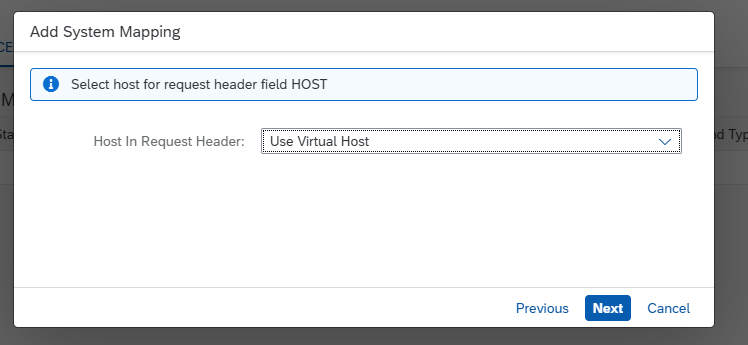 Add System Mapping
Select host for request header field HOST
Host In Request Header: Use Virtual Host
Previous Next Cancel